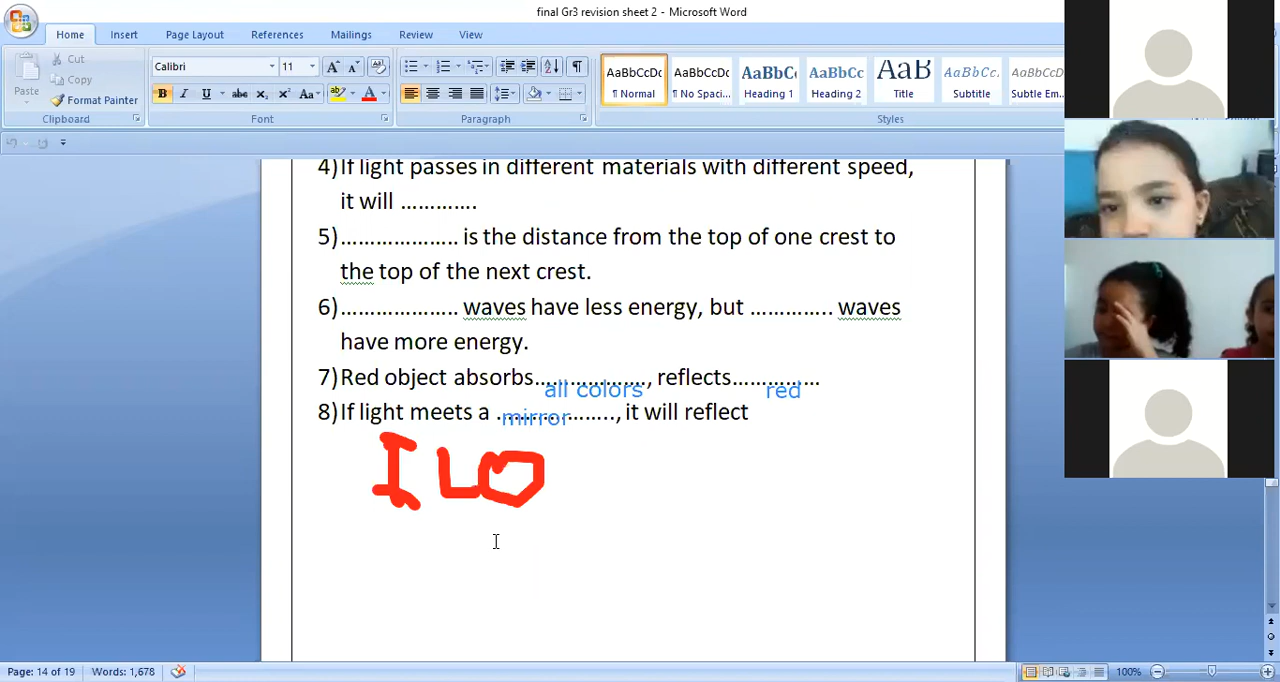 final Gr3 revision sheet 2 - Microsoft Word
Home Insert Page Layout References Mailings Review View
Paste
Cut
Copy
Format Painter
Clipboard
Calibri 11
B I U abc X₂ X² Aa
Font
Paragraph
AaBbCcDc AaBbCcDc AaBbC AaBbCc AaB AaBbCc. AaBbCcDc
¶ Normal ¶ No Spaci... Heading 1 Heading 2 Title Subtitle Subtle Em...
Styles
4) If light passes in different materials with different speed,
it will .............
5) .................... is the distance from the top of one crest to
the top of the next crest.
6) .................... waves have less energy, but .............. waves
have more energy.
7) Red object absorbs...................., reflects...............
all colors red
8) If light meets a ...................., it will reflect
mirror
I LO
Page: 14 of 19 Words: 1,678 100%